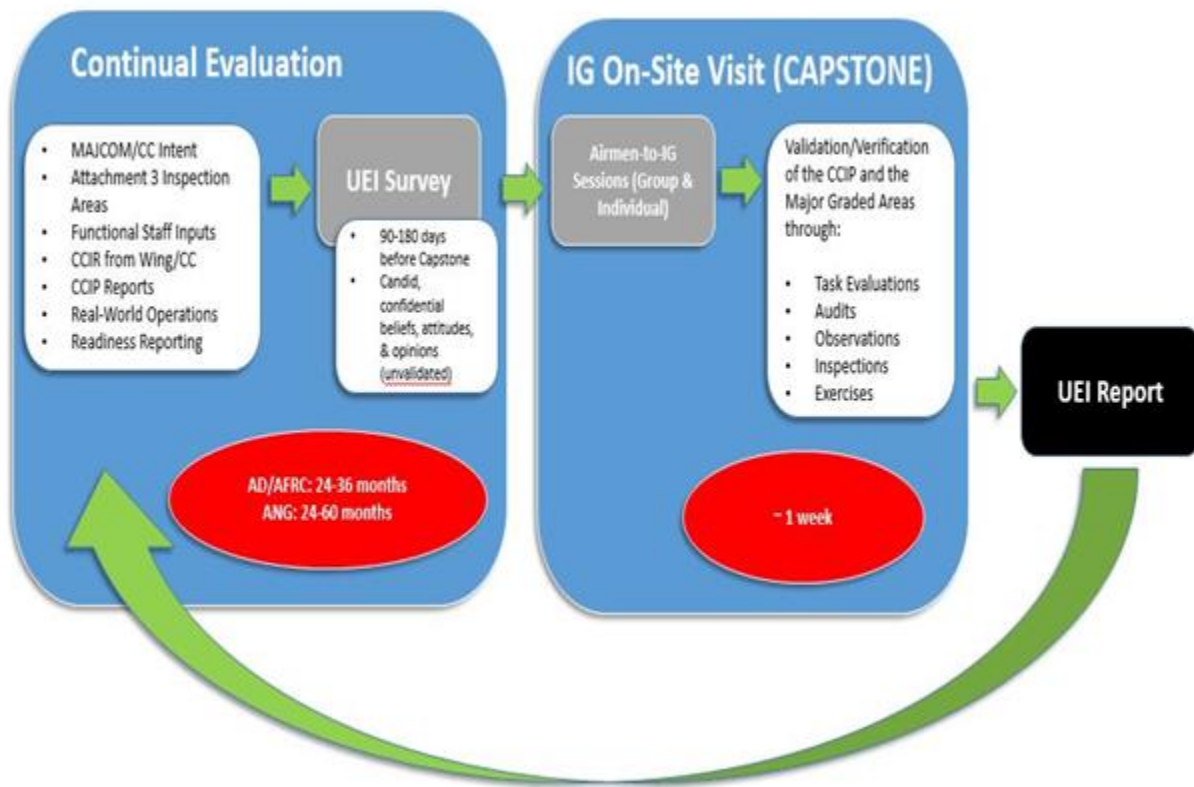 Continual Evaluation
• MAJCOM/CC Intent
• Attachment 3 Inspection
Areas
• Functional Staff Inputs
• CCIR from Wing/CC
• CCIP Reports
• Real-World Operations
• Readiness Reporting
UEI Survey
• 90-180 days
before Capstone
• Candid,
confidential
beliefs, attitudes,
& opinions
(unvalidated)
AD/AFRC: 24-36 months
ANG: 24-60 months
IG On-Site Visit (CAPSTONE)
Airmen-to-IG
Sessions (Group &
Individual)
Validation/Verification
of the CCIP and the
Major Graded Areas
through:
• Task Evaluations
• Audits
• Observations
• Inspections
• Exercises
~ 1 week
UEI Report